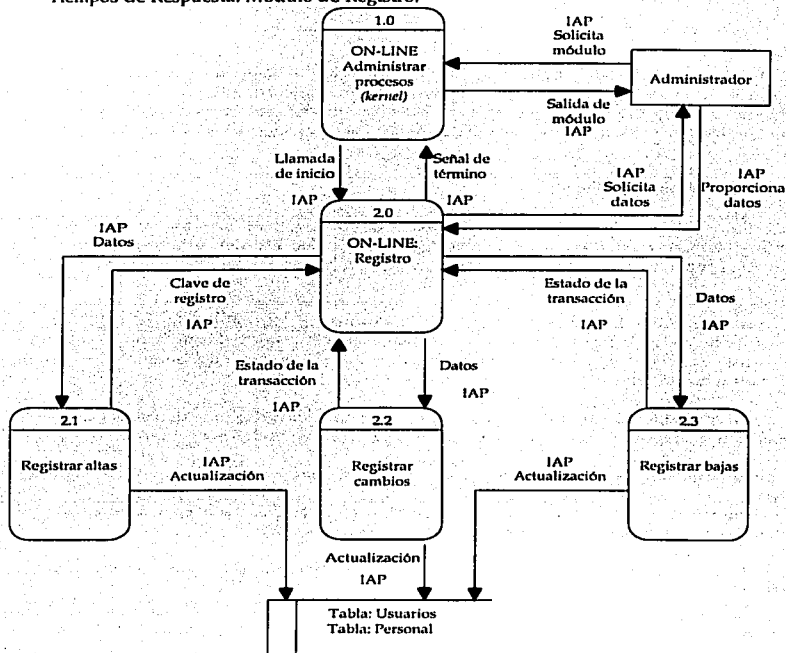 Tiempos de Respuesta: Módulo de Registro.
1.0
ON-LINE
Administrar
procesos
(kernel)
IAP
Solicita
módulo
Administrador
Salida de
módulo
IAP
Llamada
de inicio
IAP
Señal de
término
IAP
IAP
Solicita
datos
IAP
Proporciona
datos
2.0
ON-LINE:
Registro
IAP
Datos
Clave de
registro
IAP
Estado de la
transacción
IAP
Datos
IAP
Estado de la
transacción
IAP
Datos
IAP
2.1
Registrar altas
IAP
Actualización
2.2
Registrar
cambios
IAP
Actualización
2.3
Registrar bajas
Actualización
IAP
Tabla: Usuarios
Tabla: Personal